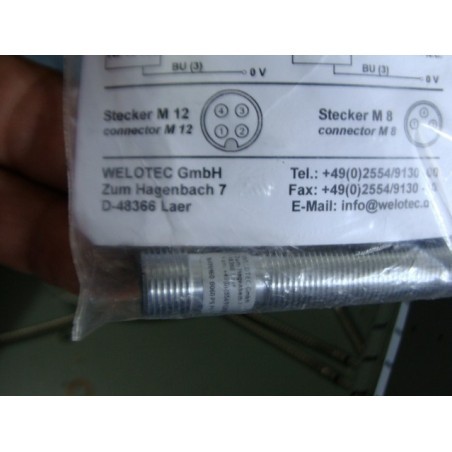 BU (3)
0 V
BU (3)
0 V
Stecker M 12
connector M 12
4 3
1 2
Stecker M 8
connector M 8
WELOTEC GmbH
Zum Hagenbach 7
D-48366 Laer
Tel.: +49(0)2554/9130- 00
Fax: +49(0)2554/9130 -
E-Mail: info@welotec.